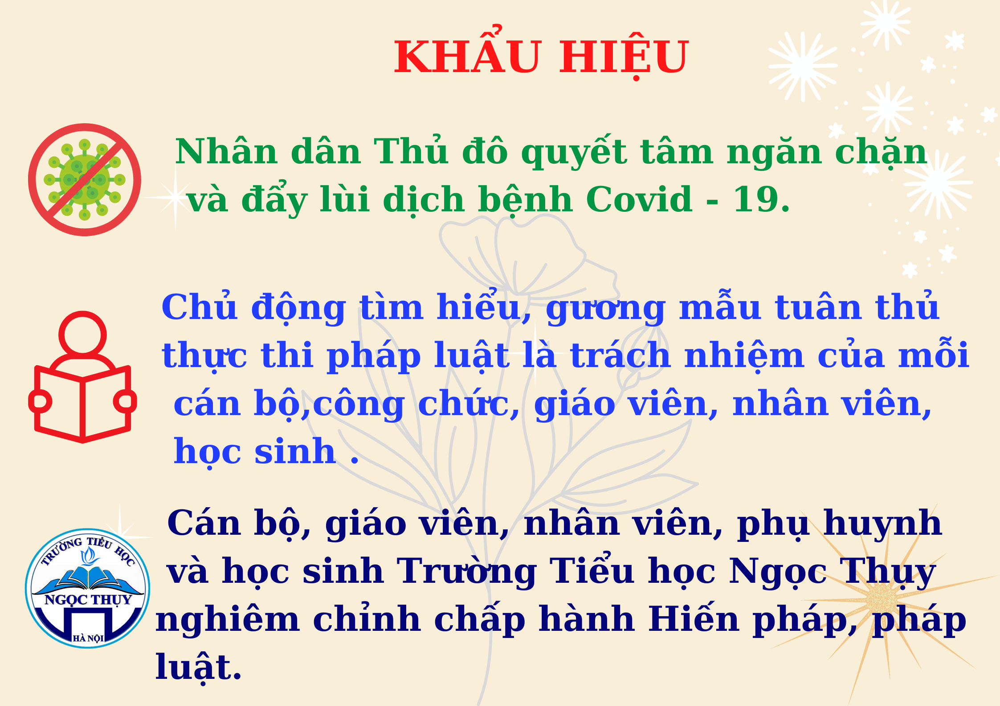 KHẨU HIỆU
Nhân dân Thủ đô quyết tâm ngăn chặn
và đẩy lùi dịch bệnh Covid - 19.
Chủ động tìm hiểu, gương mẫu tuân thủ
thực thi pháp luật là trách nhiệm của mỗi
cán bộ,công chức, giáo viên, nhân viên,
học sinh .
Cán bộ, giáo viên, nhân viên, phụ huynh
và học sinh Trường Tiểu học Ngọc Thụy
nghiêm chỉnh chấp hành Hiến pháp, pháp
luật.
TRƯỜNG TIỂU HỌC
NGỌC THỤY
HÀ NỘI